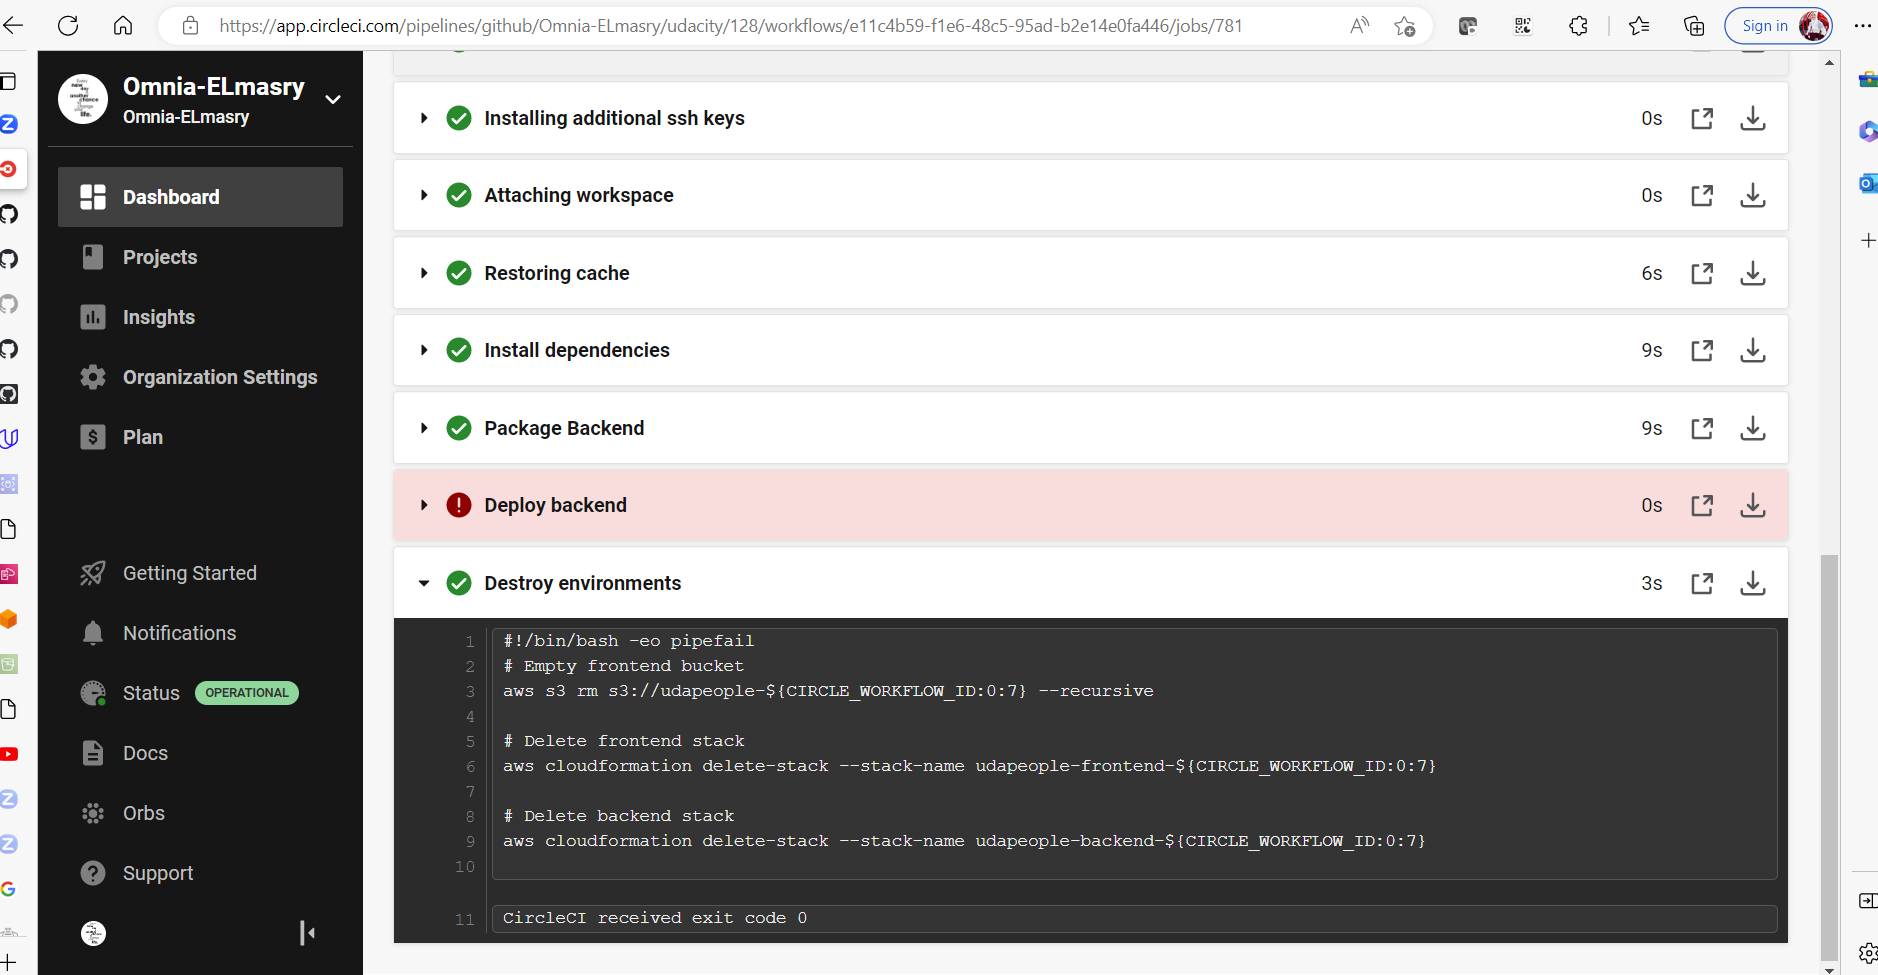 https://app.circleci.com/pipelines/github/Omnia-ELmasry/udacity/128/workflows/e11c4b59-f1e6-48c5-95ad-b2e14e0fa446/jobs/781
Sign in
Omnia-ELmasry
Omnia-ELmasry
Dashboard
Projects
Insights
Organization Settings
Plan
Getting Started
Notifications
Status OPERATIONAL
Docs
Orbs
Support
Installing additional ssh keys 0s
Attaching workspace 0s
Restoring cache 6s
Install dependencies 9s
Package Backend 9s
Deploy backend 0s
Destroy environments 3s
1 #!/bin/bash -eo pipefail
2 # Empty frontend bucket
3 aws s3 rm s3://udapeople-${CIRCLE_WORKFLOW_ID:0:7} --recursive
4
5 # Delete frontend stack
6 aws cloudformation delete-stack --stack-name udapeople-frontend-${CIRCLE_WORKFLOW_ID:0:7}
7
8 # Delete backend stack
9 aws cloudformation delete-stack --stack-name udapeople-backend-${CIRCLE_WORKFLOW_ID:0:7}
10
11 CircleCI received exit code 0